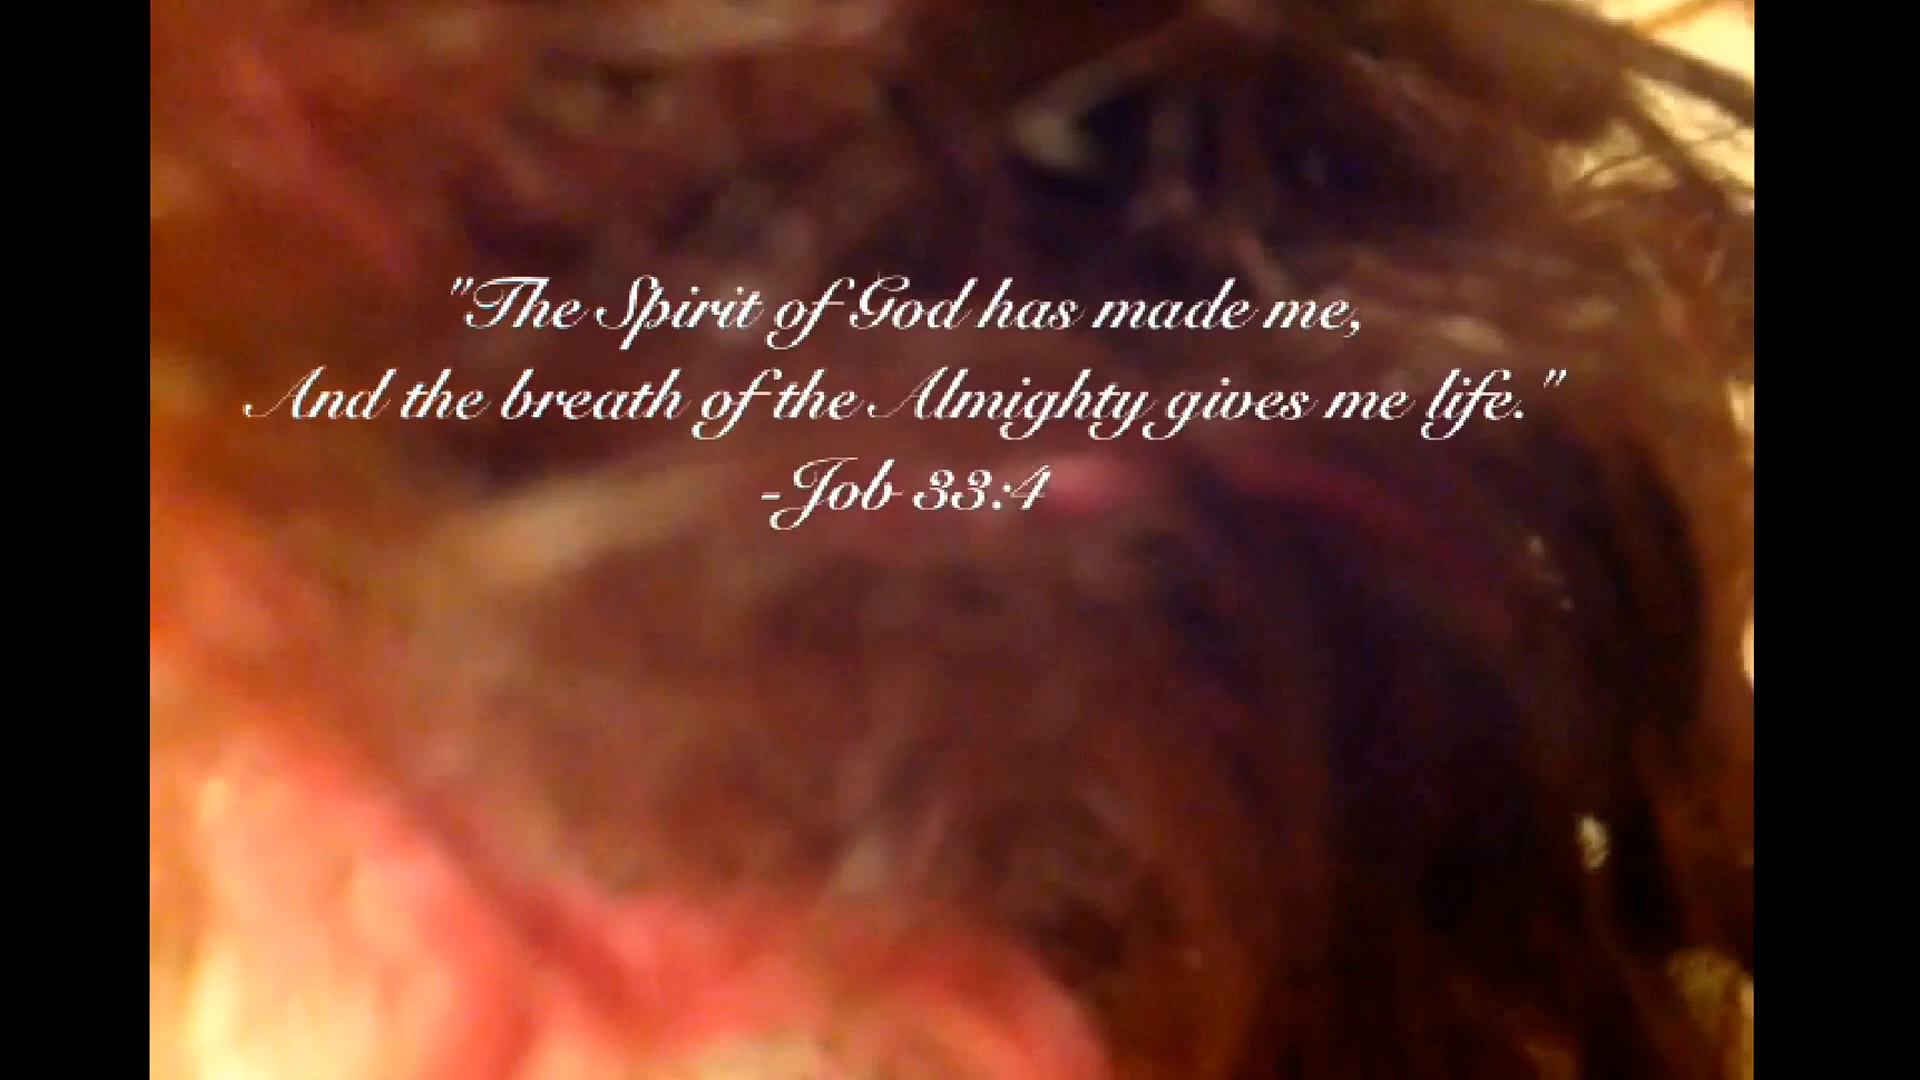 "The Spirit of God has made me,
And the breath of the Almighty gives me life."
-Job 33:4